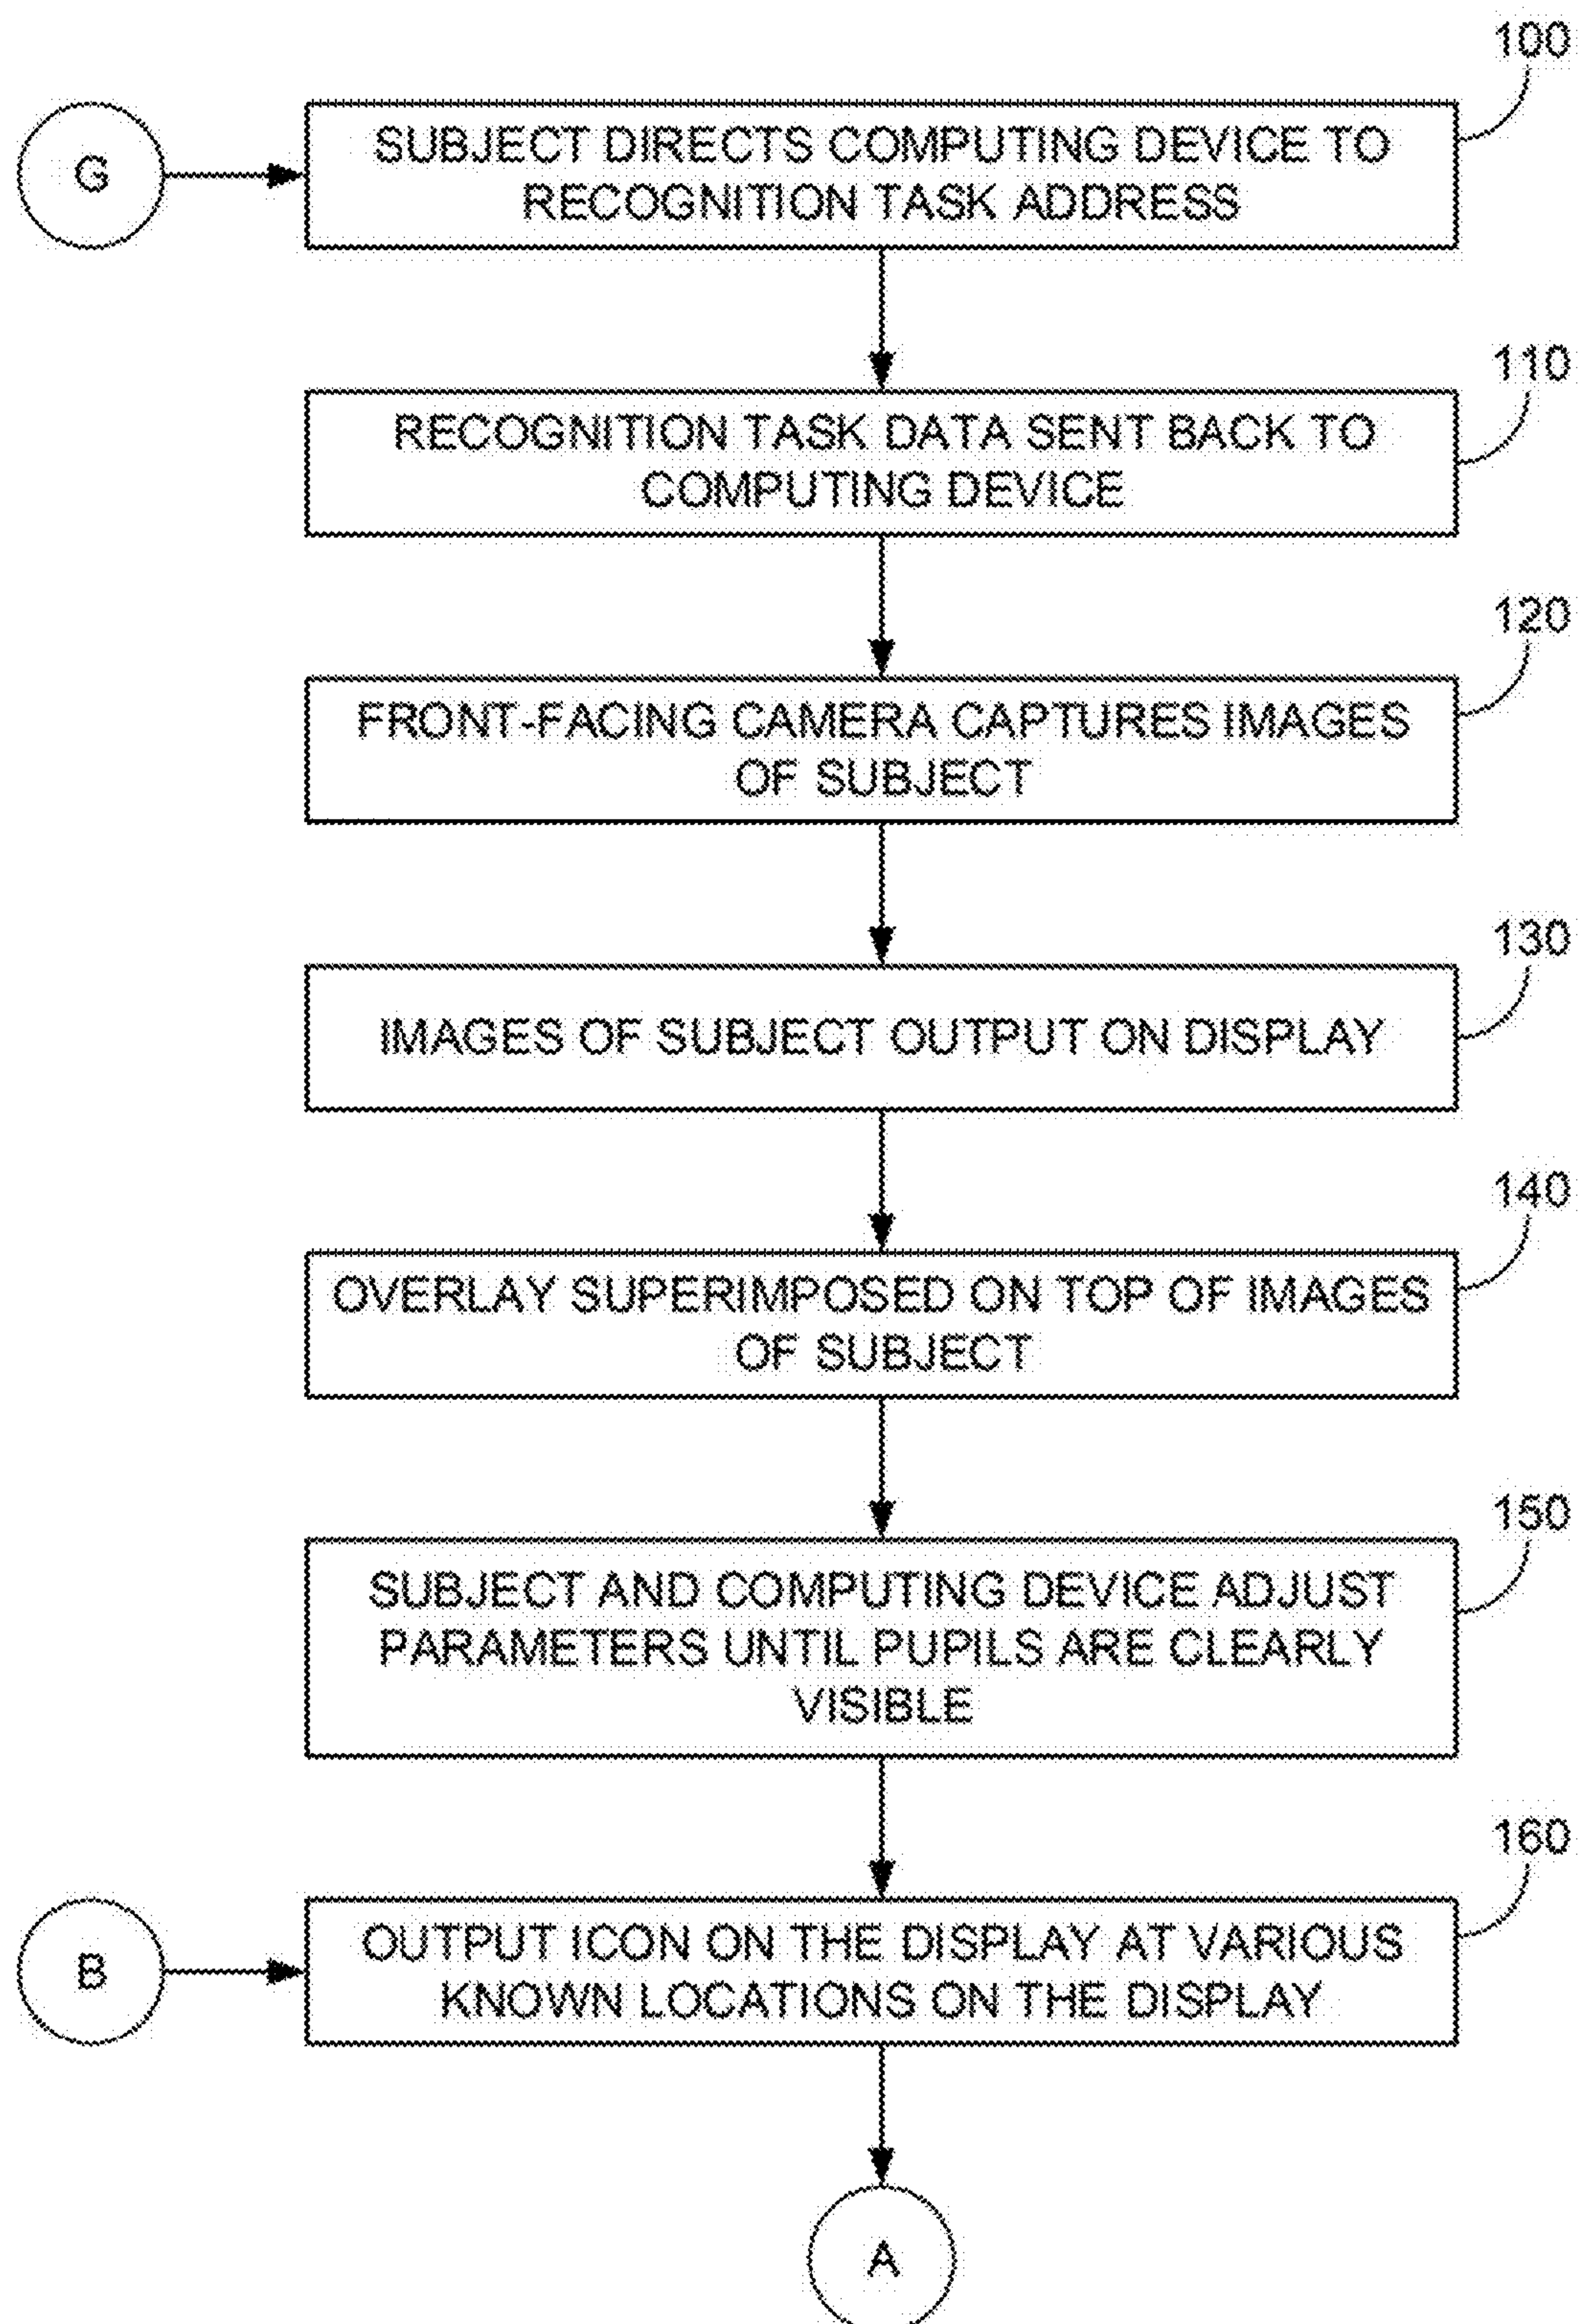 100
G
SUBJECT DIRECTS COMPUTING DEVICE TO
RECOGNITION TASK ADDRESS
110
RECOGNITION TASK DATA SENT BACK TO
COMPUTING DEVICE
120
FRONT-FACING CAMERA CAPTURES IMAGES
OF SUBJECT
130
IMAGES OF SUBJECT OUTPUT ON DISPLAY
140
OVERLAY SUPERIMPOSED ON TOP OF IMAGES
OF SUBJECT
150
SUBJECT AND COMPUTING DEVICE ADJUST
PARAMETERS UNTIL PUPILS ARE CLEARLY
VISIBLE
160
B
OUTPUT ICON ON THE DISPLAY AT VARIOUS
KNOWN LOCATIONS ON THE DISPLAY
A